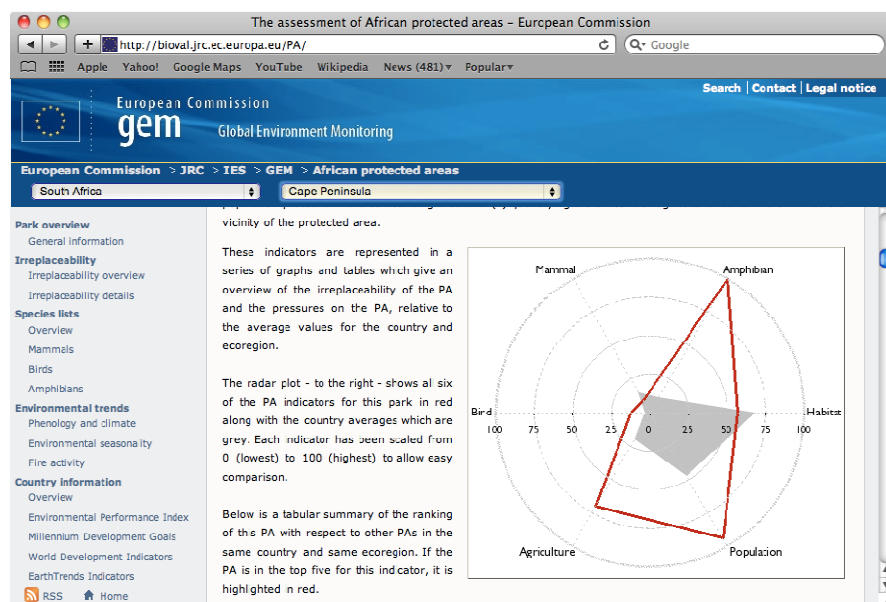 The assessment of African protected areas – European Commission
http://bioval.jrc.ec.europa.eu/PA/
Google
Apple Yahoo! Google Maps YouTube Wikipedia News (481) Popular
Search | Contact | Legal notice
European Commission
gem Global Environment Monitoring
European Commission > JRC > IES > GEM > African protected areas
South Africa Cape Peninsula
Park overview
General information
Irreplaceability
Irreplaceability overview
Irreplaceability details
Species lists
Overview
Mammals
Birds
Amphibians
Environmental trends
Phenology and climate
Environmental seasonality
Fire activity
Country information
Overview
Environmental Performance Index
Millennium Development Goals
World Development Indicators
EarthTrends Indicators
RSS Home
vicinity of the protected area.
These indicators are represented in a
series of graphs and tables which give an
overview of the irreplaceability of the PA
and the pressures on the PA, relative to
the average values for the country and
ecoregion.
The radar plot - to the right - shows al six
of the PA indicators for this park in red
along with the country averages which are
grey. Each indicator has been scaled from
0 (lowest) to 100 (highest) to allow easy
comparison.
Below is a tabular summary of the ranking
of this PA with respect to other PAs in the
same country and same ecoregion. If the
PA is in the top five for this indicator, it is
highlighted in red.
Mammal Amphibian
Bird Habitat
100 75 50 25 0 25 50 75 100
Agriculture Population